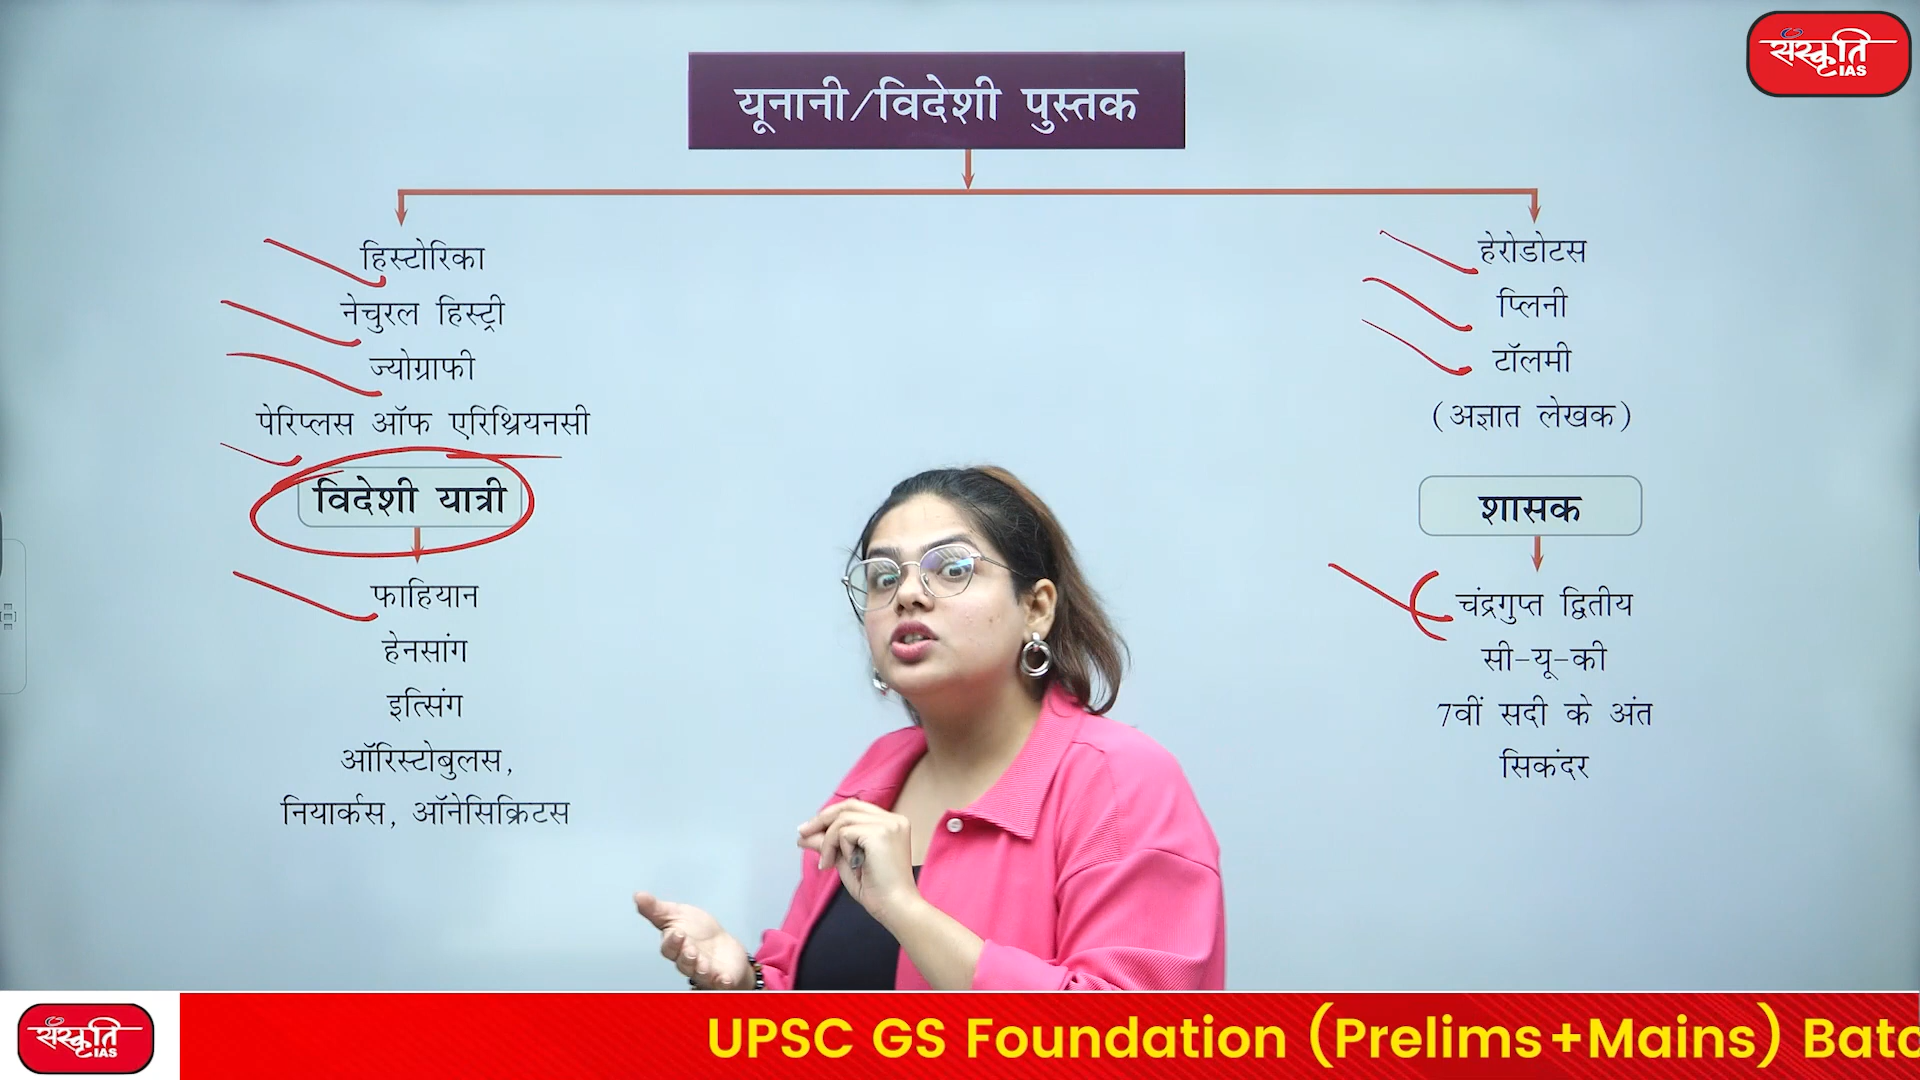 संस्कृति
IAS
यूनानी/विदेशी पुस्तक
हिस्टोरिका
हेरोडोटस
नेचुरल हिस्ट्री
प्लिनी
ज्योग्राफी
टॉलमी
पेरिप्लस ऑफ एरिथ्रियनसी
(अज्ञात लेखक)
विदेशी यात्री
शासक
फाहियान
चंद्रगुप्त द्वितीय
हेनसांग
सी-यू-की
इत्सिंग
7वीं सदी के अंत
ऑरिस्टोबुलस,
सिकंदर
नियार्कस, ऑनेसिक्रिटस
संस्कृति
IAS
UPSC GS Foundation (Prelims+Mains) Batc